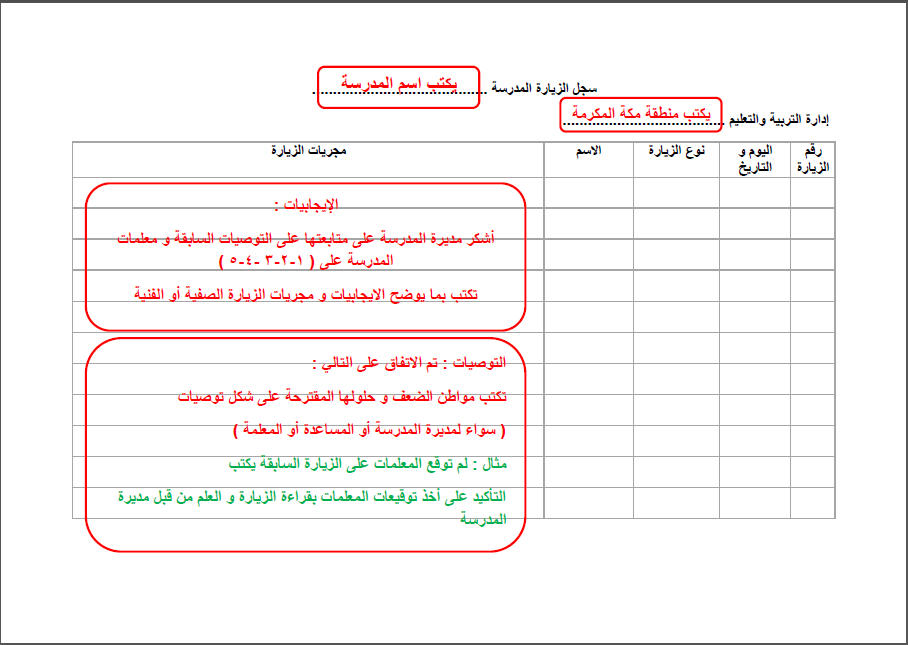 سجل الزيارة المدرسة ......................................
يكتب اسم المدرسة
إدارة التربية والتعليم ......................................
يكتب منطقة مكة المكرمة
رقم الزيارة
اليوم و التاريخ
نوع الزيارة
الاسم
مجريات الزيارة
الإيجابيات :
أشكر مديرة المدرسة على متابعتها على التوصيات السابقة و معلمات
المدرسة على ( ١-٢-٣ -٤-٥ )
تكتب بما يوضح الايجابيات و مجريات الزيارة الصفية أو الفنية
التوصيات : تم الاتفاق على التالي :
تكتب مواطن الضعف و حلولها المقترحة على شكل توصيات
( سواء لمديرة المدرسة أو المساعدة أو المعلمة )
مثال : لم توقع المعلمات على الزيارة السابقة يكتب
التأكيد على أخذ توقيعات المعلمات بقراءة الزيارة و العلم من قبل مديرة
المدرسة